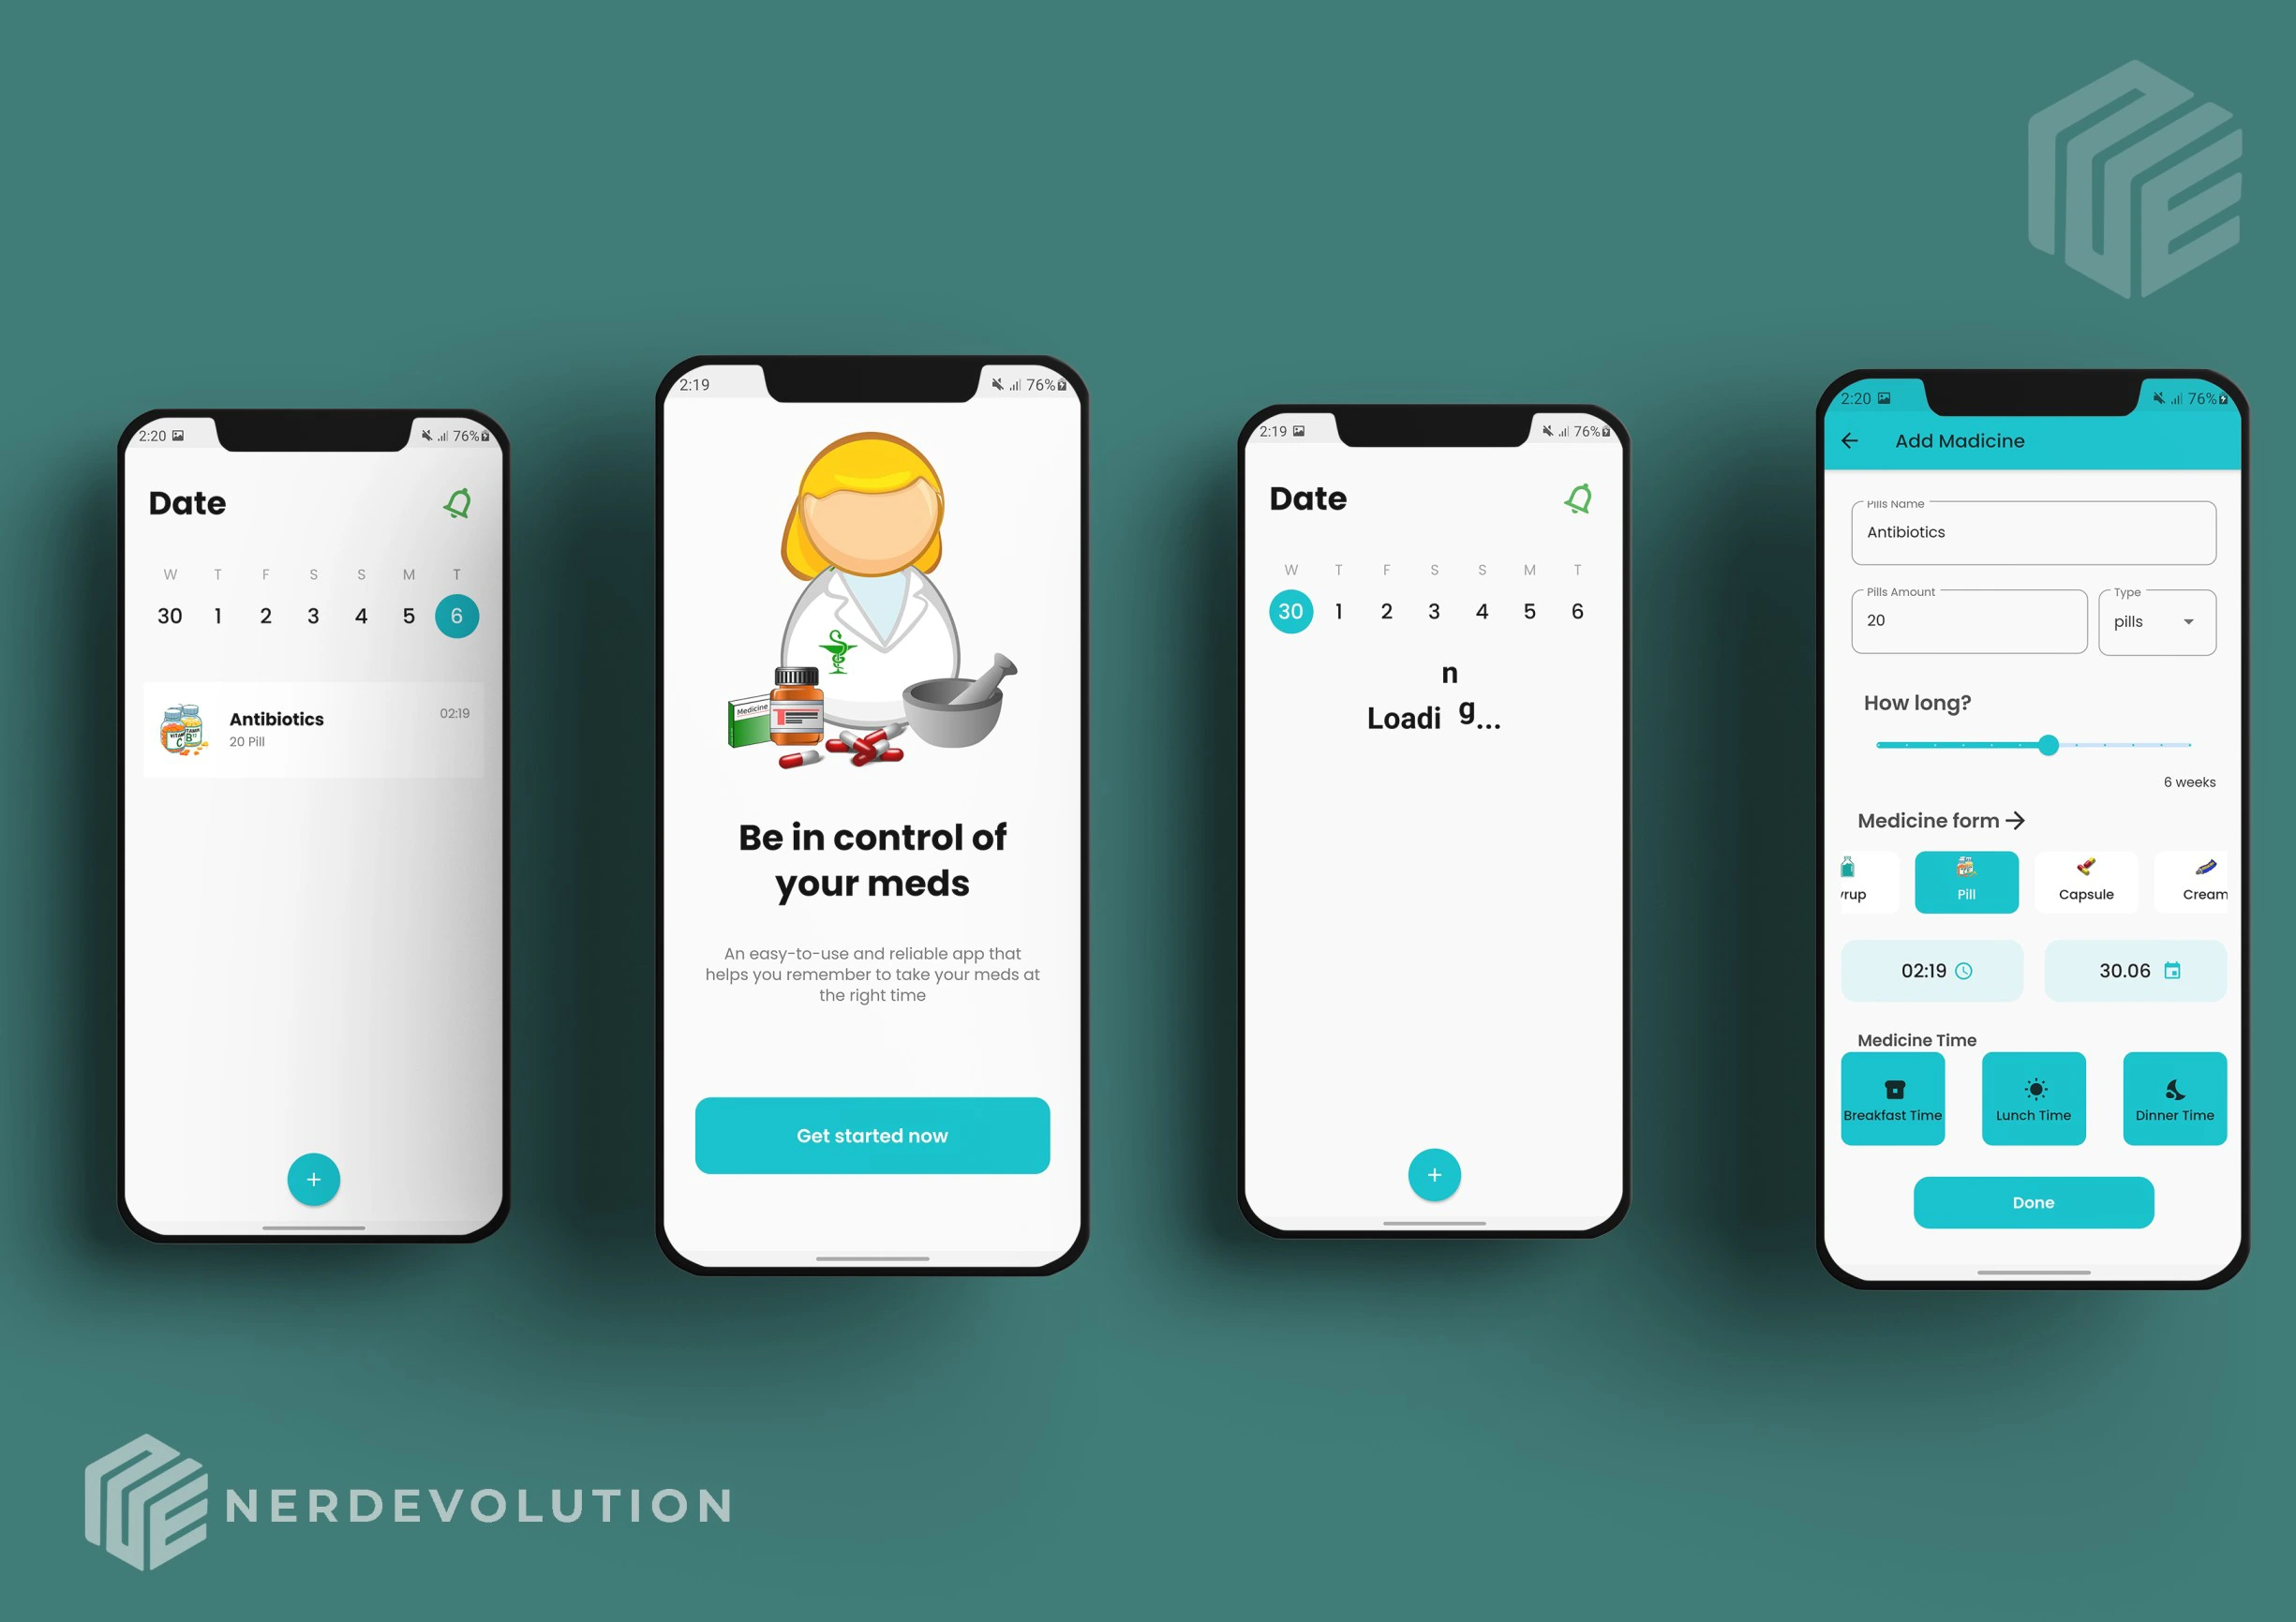 2:20 76%
Date
W T F S S M T
30 1 2 3 4 5 6
Antibiotics 02:19
20 Pill
+
2:19 76%
Medicine
Be in control of
your meds
An easy-to-use and reliable app that
helps you remember to take your meds at
the right time
Get started now
2:19 76%
Date
W T F S S M T
30 1 2 3 4 5 6
Loading...
+
2:20 76%
Add Madicine
Pills Name
Antibiotics
Pills Amount Type
20 pills
How long?
6 weeks
Medicine form
yrup Pill Capsule Cream
02:19 30.06
Medicine Time
Breakfast Time Lunch Time Dinner Time
Done
NERDEVOLUTION